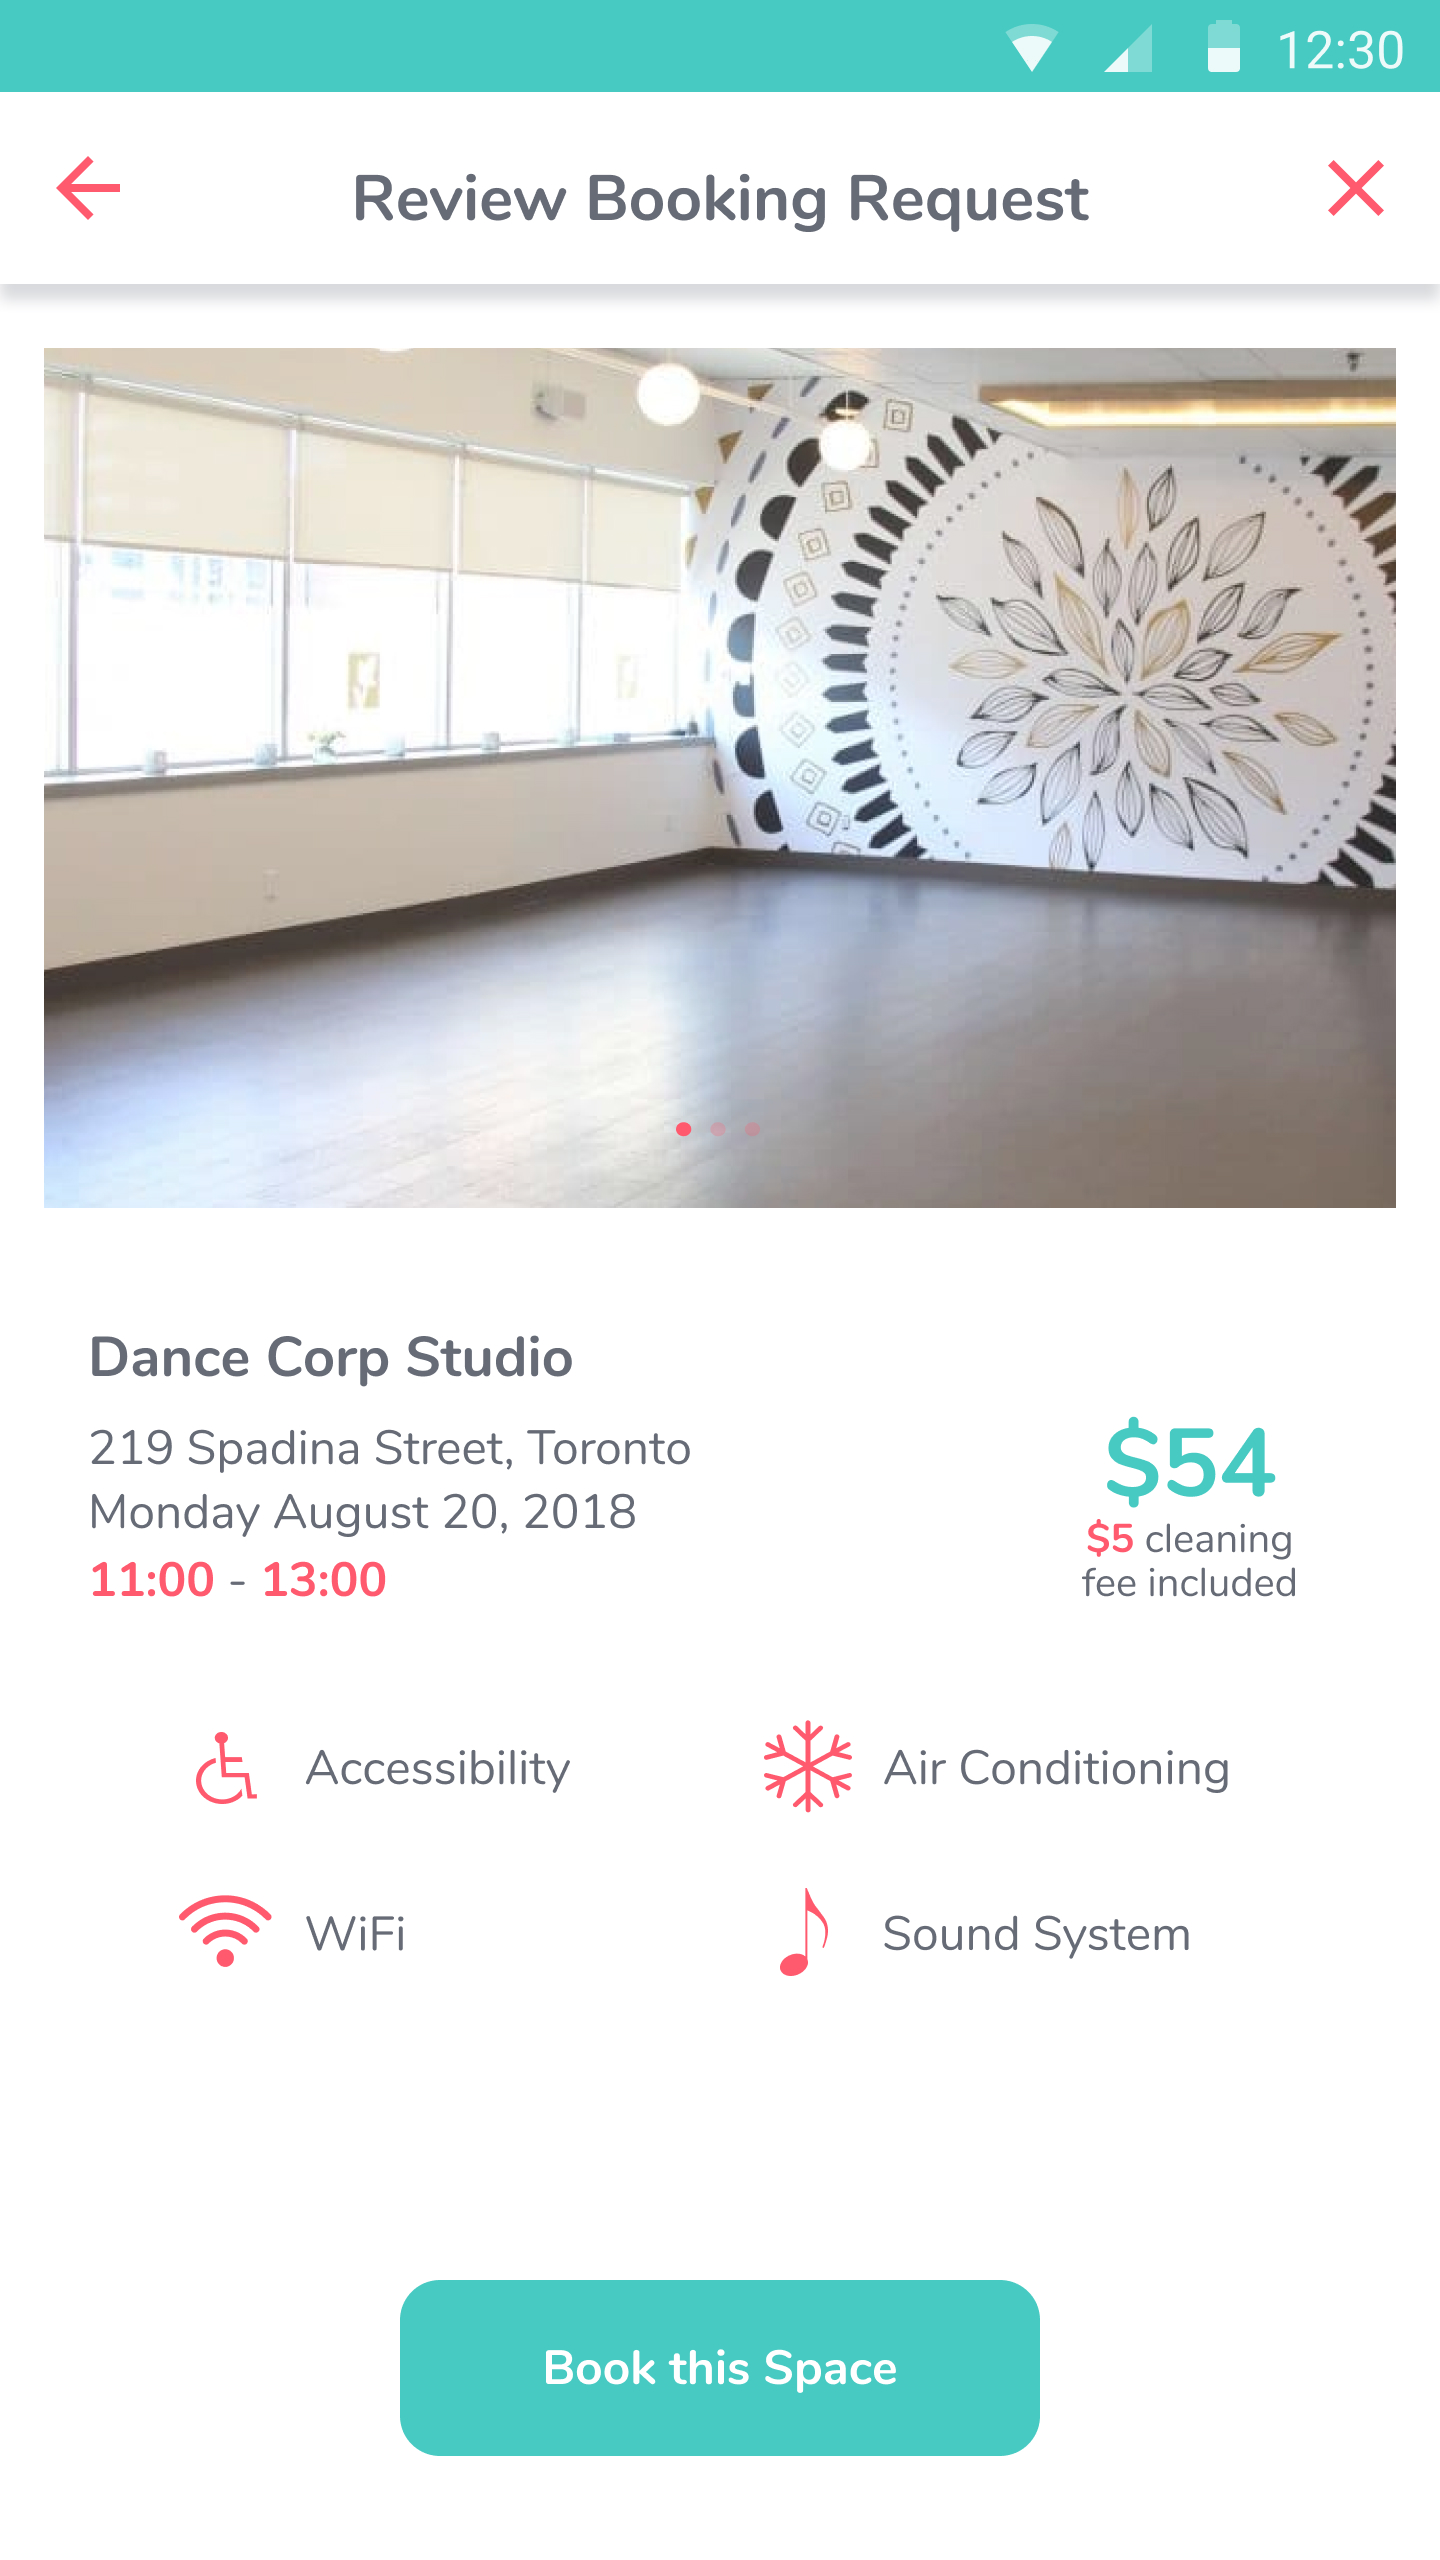 12:30
Review Booking Request
Dance Corp Studio
219 Spadina Street, Toronto
Monday August 20, 2018
11:00 - 13:00
$54
$5 cleaning
fee included
Accessibility
Air Conditioning
WiFi
Sound System
Book this Space